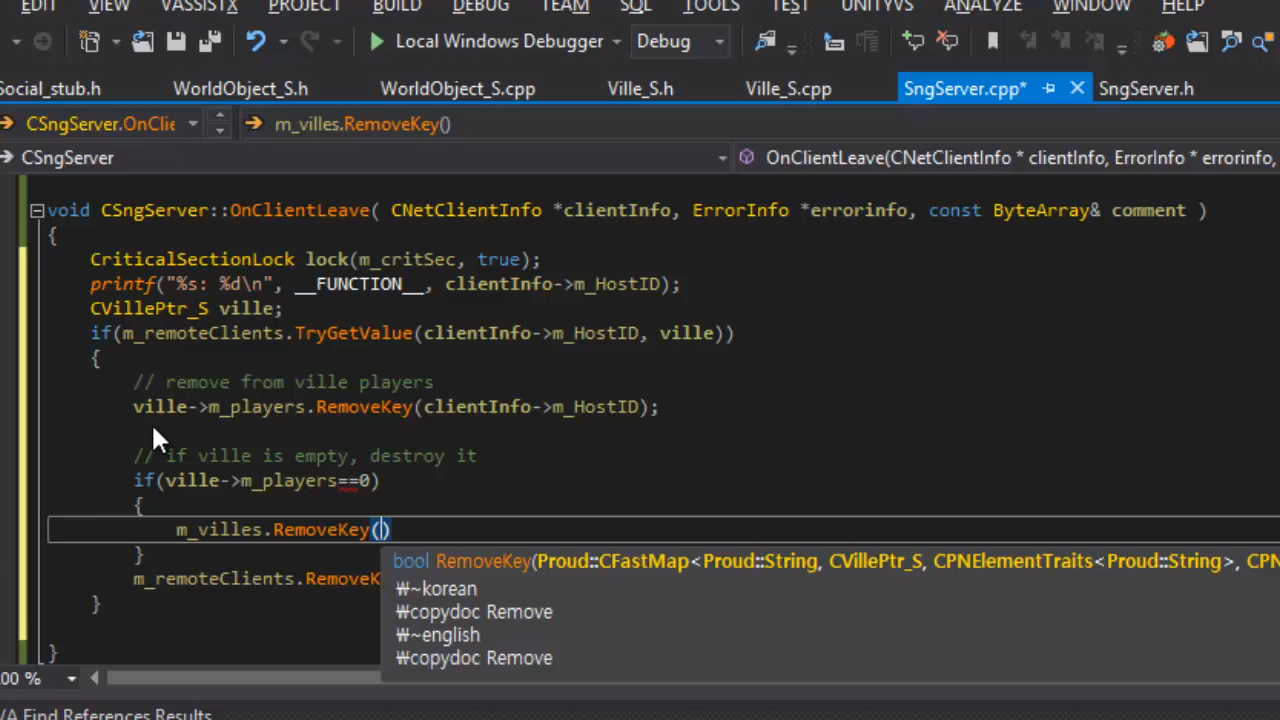 EDIT VIEW VASSISTX PROJECT BUILD DEBUG TEAM SQL TOOLS TEST UNITYVS ANALYZE WINDOW HELP
Local Windows Debugger Debug
Social_stub.h WorldObject_S.h WorldObject_S.cpp Ville_S.h Ville_S.cpp SngServer.cpp* SngServer.h
CSngServer.OnClie m_villes.RemoveKey()
CSngServer OnClientLeave(CNetClientInfo * clientInfo, ErrorInfo * errorinfo,
void CSngServer::OnClientLeave( CNetClientInfo *clientInfo, ErrorInfo *errorinfo, const ByteArray& comment )
{
CriticalSectionLock lock(m_critSec, true);
printf("%s: %d\n", __FUNCTION__, clientInfo->m_HostID);
CVillePtr_S ville;
if(m_remoteClients.TryGetValue(clientInfo->m_HostID, ville))
{
// remove from ville players
ville->m_players.RemoveKey(clientInfo->m_HostID);
// if ville is empty, destroy it
if(ville->m_players==0)
{
m_villes.RemoveKey()
}
bool RemoveKey(Proud::CFastMap<Proud::String, CVillePtr_S, CPNElementTraits<Proud::String>, CPN
m_remoteClients.RemoveK
₩~korean
}
₩copydoc Remove
₩~english
}
₩copydoc Remove
00 %
/A Find References Results